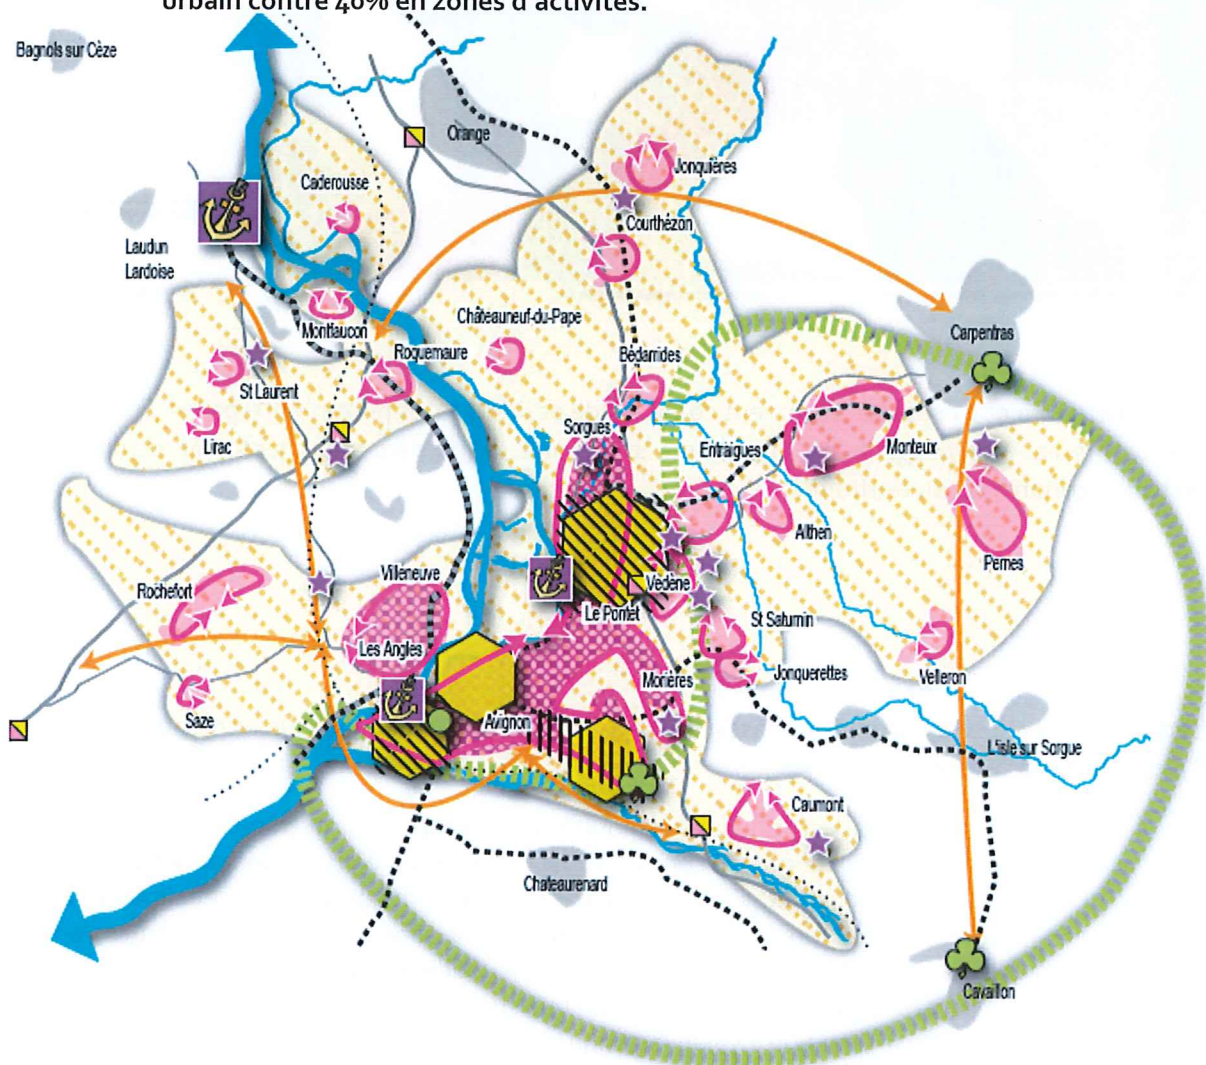 urbain contre 40% en zones d'activités.
Bagnols sur Cèze
Orange
Jonquières
Caderousse
Courthézon
Laudun
Lardoise
Châteauneuf-du-Pape
Montfaucon
Carpentras
Roquemaure
Bédarrides
St Laurent
Sorgues
Lirac
Entraigues
Monteux
Althen
Pernes
Villeneuve
Rochefort
Vedène
Le Pontet
St Saturnin
Les Angles
Morières
Jonquerettes
Velleron
Saze
Avignon
L'isle sur Sorgue
Caumont
Chateaurenard
Cavaillon